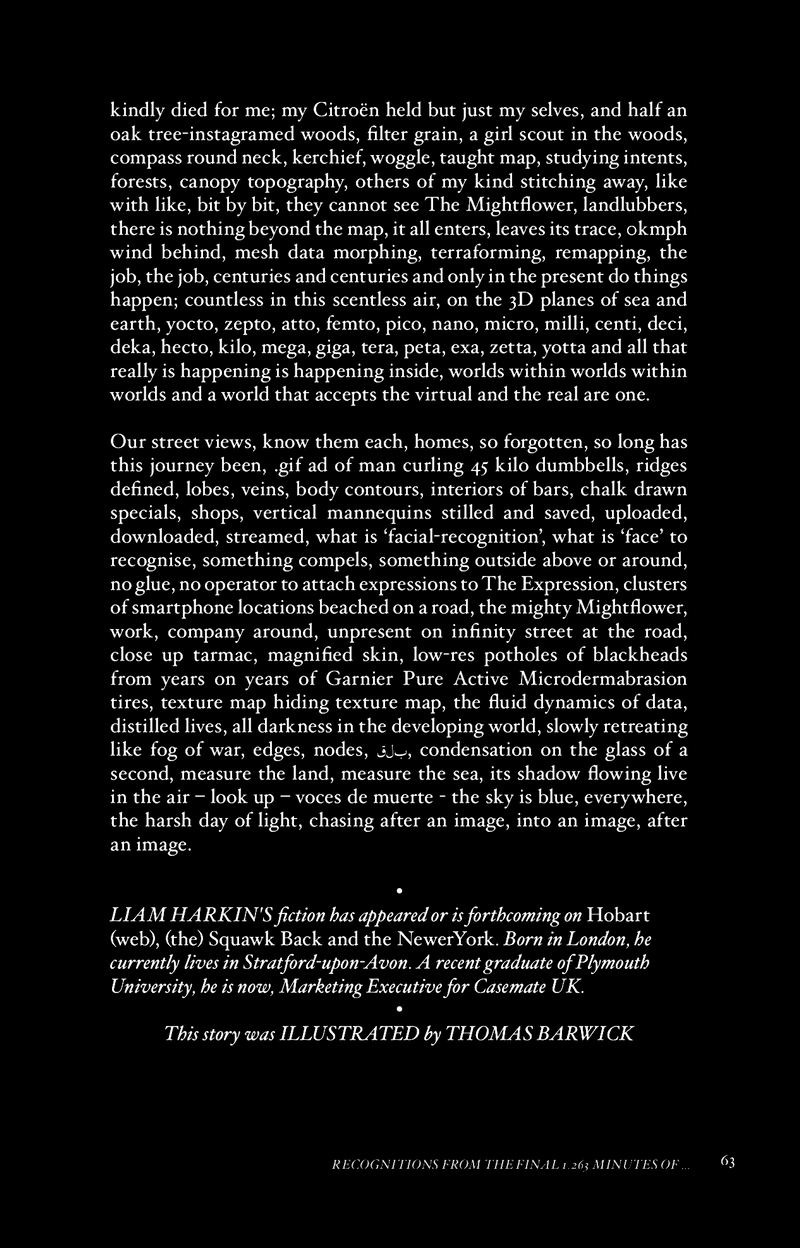 kindly died for me; my Citroën held but just my selves, and half an
oak tree-instagramed woods, filter grain, a girl scout in the woods,
compass round neck, kerchief, woggle, taught map, studying intents,
forests, canopy topography, others of my kind stitching away, like
with like, bit by bit, they cannot see The Mightflower, landlubbers,
there is nothing beyond the map, it all enters, leaves its trace, okmph
wind behind, mesh data morphing, terraforming, remapping, the
job, the job, centuries and centuries and only in the present do things
happen; countless in this scentless air, on the 3D planes of sea and
earth, yocto, zepto, atto, femto, pico, nano, micro, milli, centi, deci,
deka, hecto, kilo, mega, giga, tera, peta, exa, zetta, yotta and all that
really is happening is happening inside, worlds within worlds within
worlds and a world that accepts the virtual and the real are one.
Our street views, know them each, homes, so forgotten, so long has
this journey been, .gif ad of man curling 45 kilo dumbbells, ridges
defined, lobes, veins, body contours, interiors of bars, chalk drawn
specials, shops, vertical mannequins stilled and saved, uploaded,
downloaded, streamed, what is ‘facial-recognition’, what is ‘face’ to
recognise, something compels, something outside above or around,
no glue, no operator to attach expressions to The Expression, clusters
of smartphone locations beached on a road, the mighty Mightflower,
work, company around, unpresent on infinity street at the road,
close up tarmac, magnified skin, low-res potholes of blackheads
from years on years of Garnier Pure Active Microdermabrasion
tires, texture map hiding texture map, the fluid dynamics of data,
distilled lives, all darkness in the developing world, slowly retreating
like fog of war, edges, nodes, , condensation on the glass of a
second, measure the land, measure the sea, its shadow flowing live
in the air – look up – voces de muerte - the sky is blue, everywhere,
the harsh day of light, chasing after an image, into an image, after
an image.
•
LIAM HARKIN'S fiction has appeared or is forthcoming on Hobart
(web), (the) Squawk Back and the NewerYork. Born in London, he
currently lives in Stratford-upon-Avon. A recent graduate of Plymouth
University, he is now, Marketing Executive for Casemate UK.
•
This story was ILLUSTRATED by THOMAS BARWICK
RECOGNITIONS FROM THE FINAL 1,263 MINUTES OF... 63